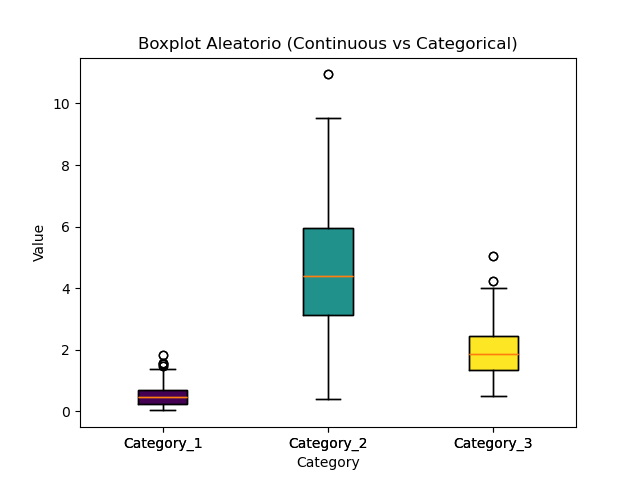 Boxplot Aleatorio (Continuous vs Categorical)
10
8
6
4
2
0
Value
Category_1
Category_2
Category_3
Category